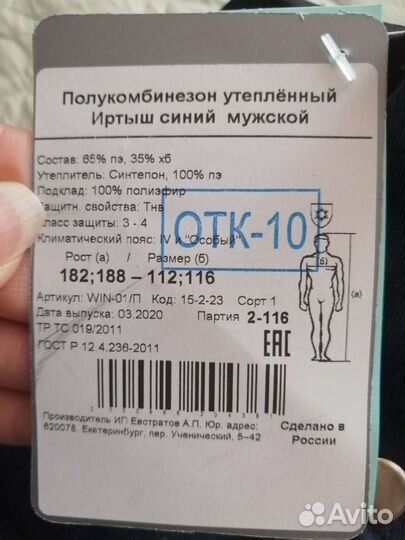 Полукомбинезон утеплённый
Иртыш синий мужской
Состав: 65% пэ, 35% хб
Утеплитель: Синтепон, 100% пэ
Подклад: 100% полиэфир
Защитн. свойства: Тнв
Класс защиты: 3 - 4
ОТК-10
Климатический пояс: IV и "Особый"
Рост (а) / Размер (б)
182;188 – 112;116
(б)
(а)
Артикул: WIN-01/П Код: 15-2-23 Сорт 1
Дата выпуска: 03.2020 Партия 2-116
ТР ТС 019/2011
ГОСТ Р 12.4.236-2011
EAC
Производитель ИП Евстратов А.П. Юр. адрес:
620078, Екатеринбург, пер. Ученический, 5-42
Сделано в
России
Avito